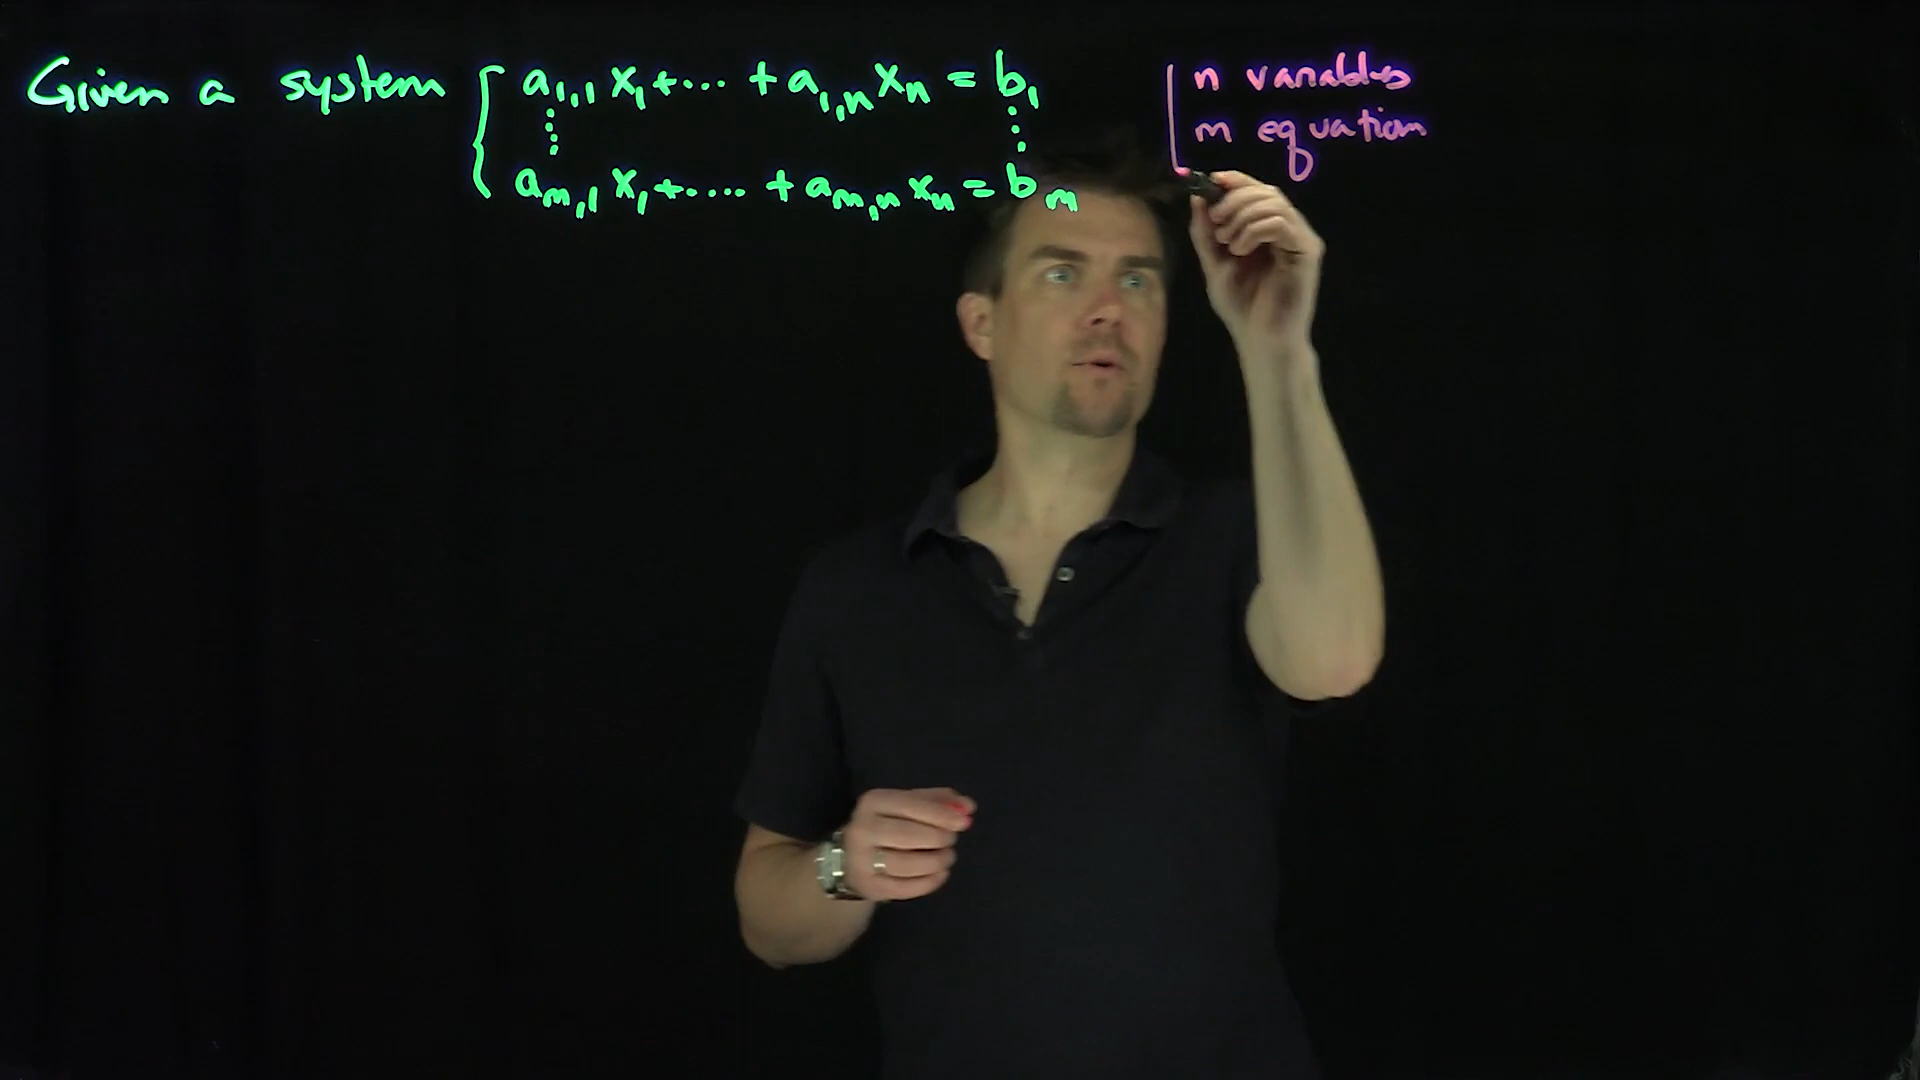 Given a system { a1,1 x1 + ... + a1,n xn = b1
⋮ ⋮
am,1 x1 + .... + am,n xn = bm
n variables
m equation